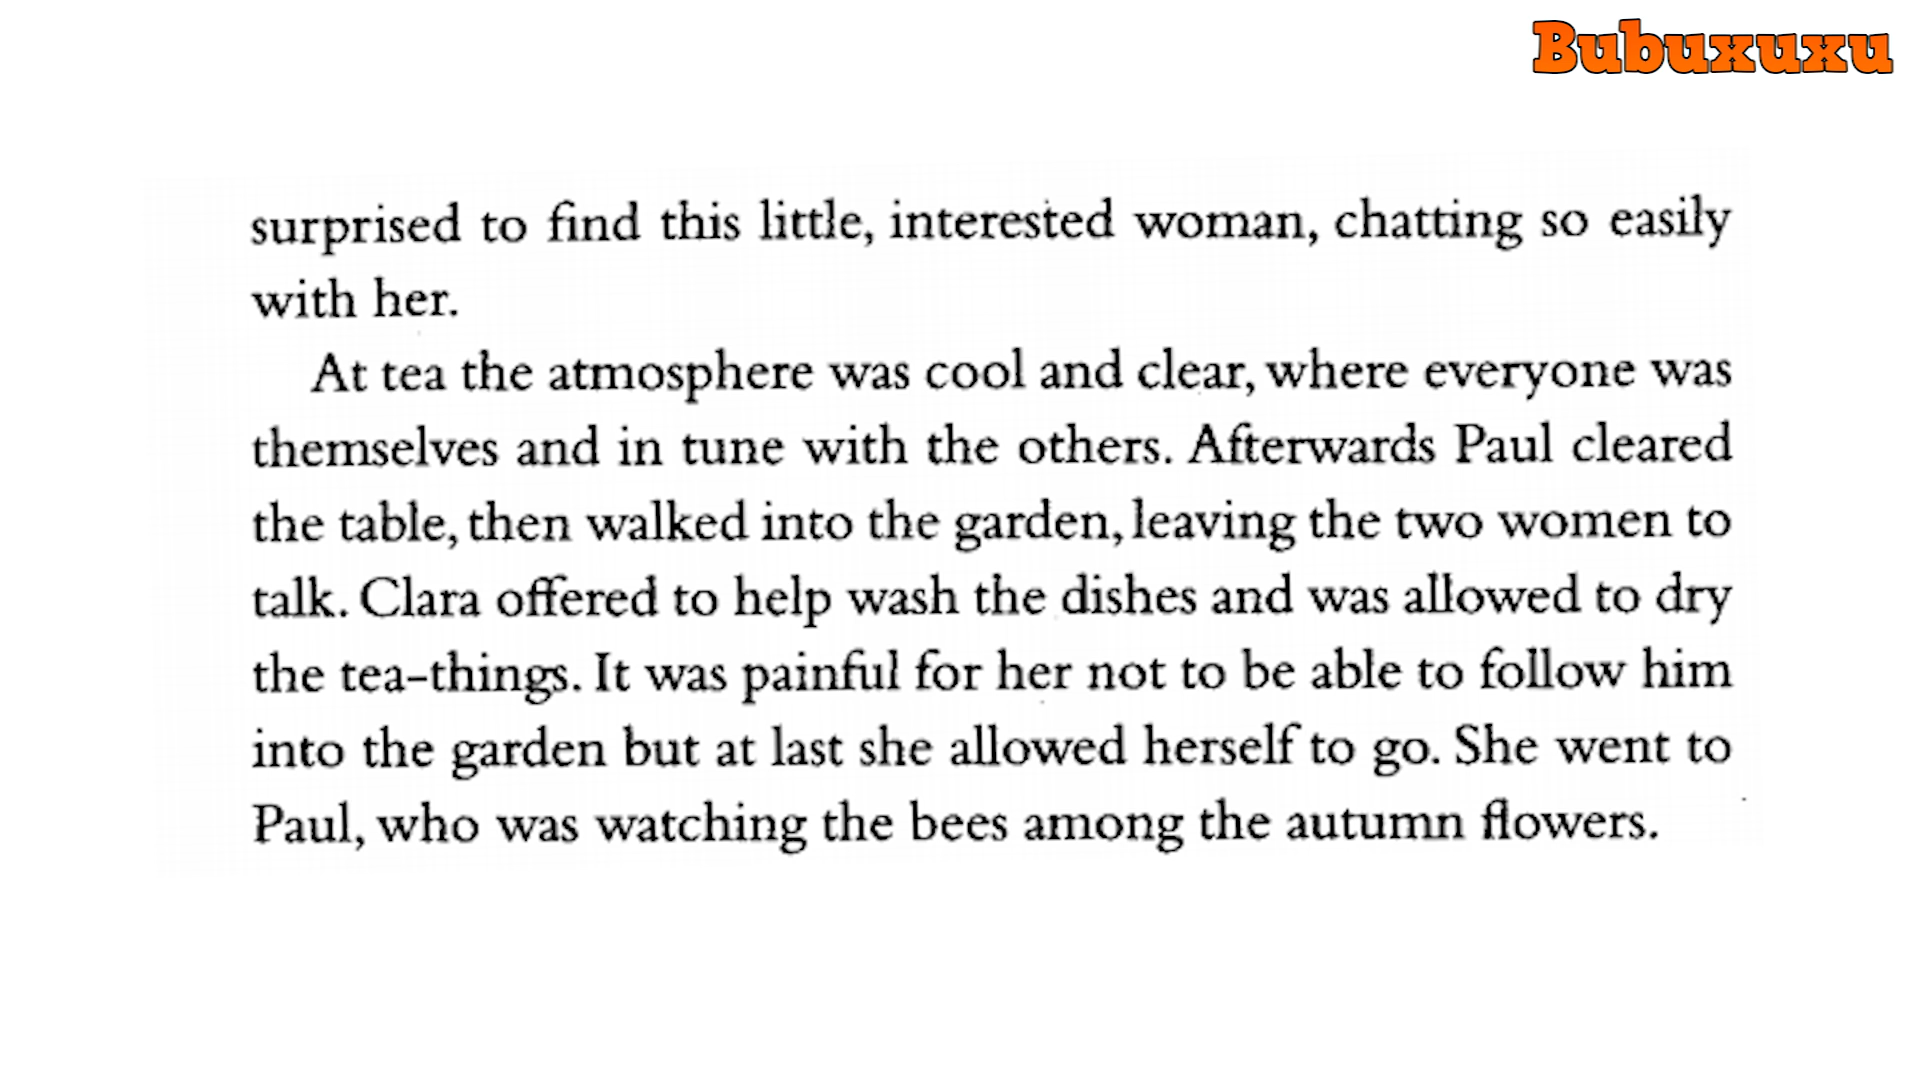 Bubuxuxu
surprised to find this little, interested woman, chatting so easily
with her.
At tea the atmosphere was cool and clear, where everyone was
themselves and in tune with the others. Afterwards Paul cleared
the table, then walked into the garden, leaving the two women to
talk. Clara offered to help wash the dishes and was allowed to dry
the tea-things. It was painful for her not to be able to follow him
into the garden but at last she allowed herself to go. She went to
Paul, who was watching the bees among the autumn flowers.